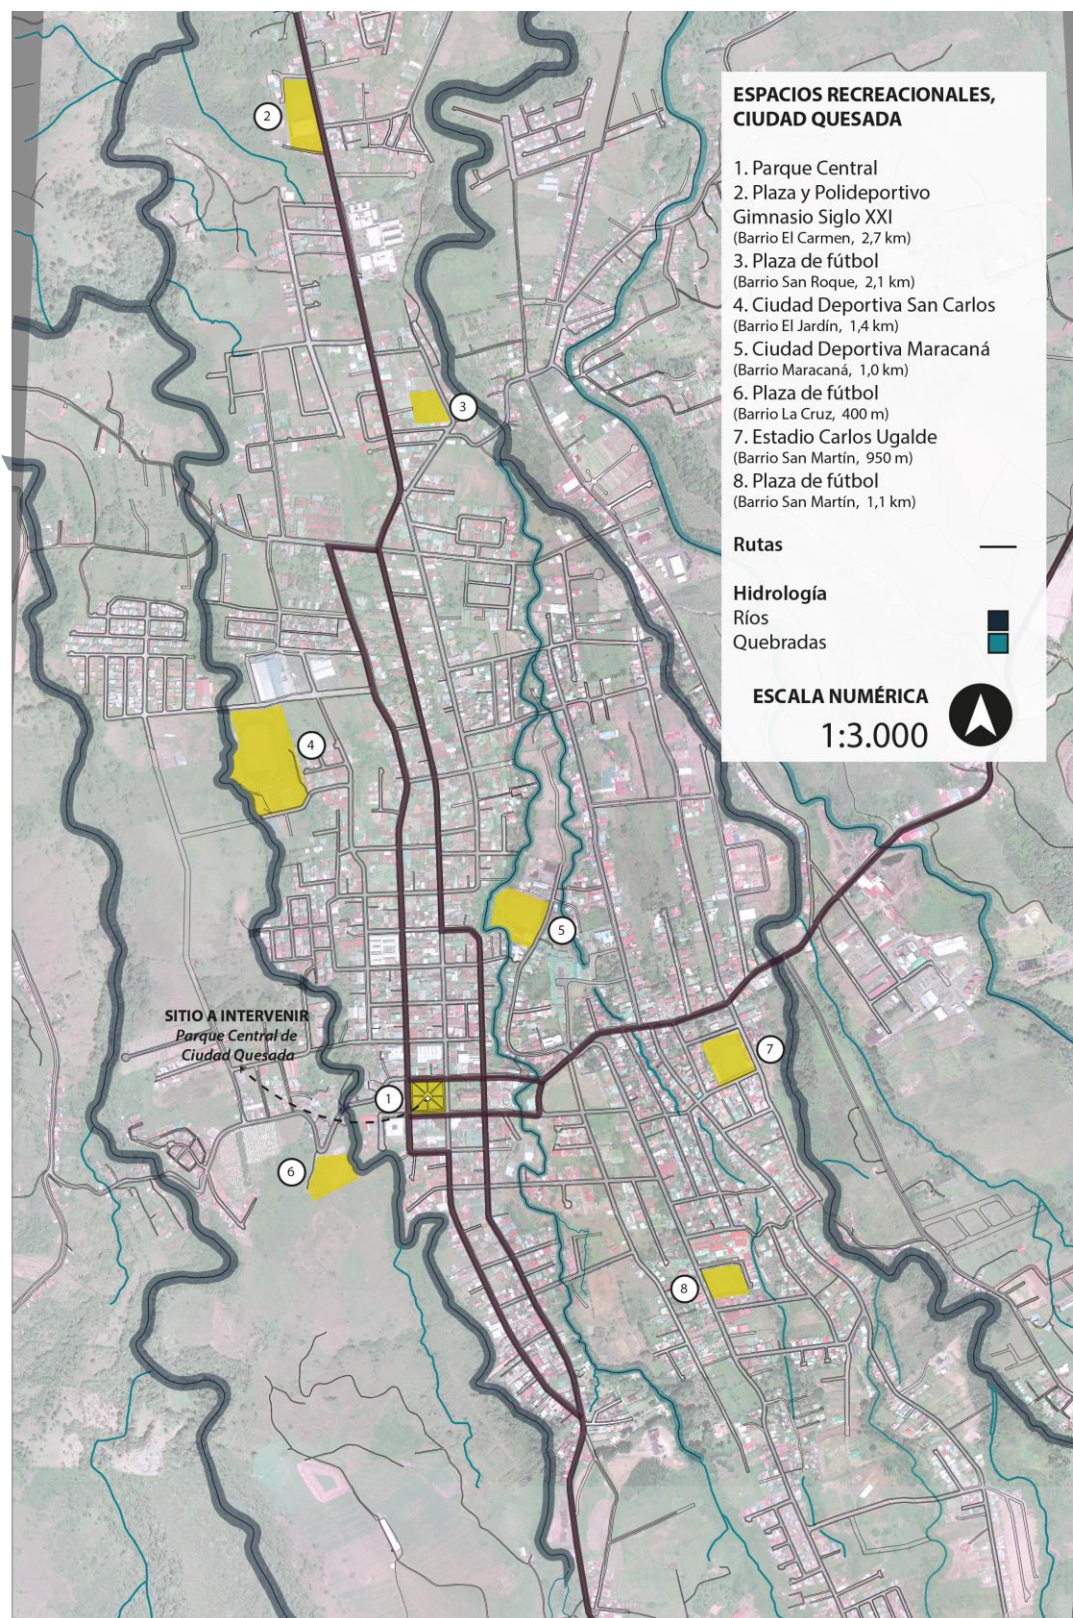 ESPACIOS RECREACIONALES,
CIUDAD QUESADA
1. Parque Central
2. Plaza y Polideportivo
Gimnasio Siglo XXI
(Barrio El Carmen, 2,7 km)
3. Plaza de fútbol
(Barrio San Roque, 2,1 km)
4. Ciudad Deportiva San Carlos
(Barrio El Jardín, 1,4 km)
5. Ciudad Deportiva Maracaná
(Barrio Maracaná, 1,0 km)
6. Plaza de fútbol
(Barrio La Cruz, 400 m)
7. Estadio Carlos Ugalde
(Barrio San Martín, 950 m)
8. Plaza de fútbol
(Barrio San Martín, 1,1 km)
Rutas
Hidrología
Ríos
Quebradas
ESCALA NUMÉRICA
1:3.000
2
3
4
5
SITIO A INTERVENIR
Parque Central de
Ciudad Quesada
7
1
6
8